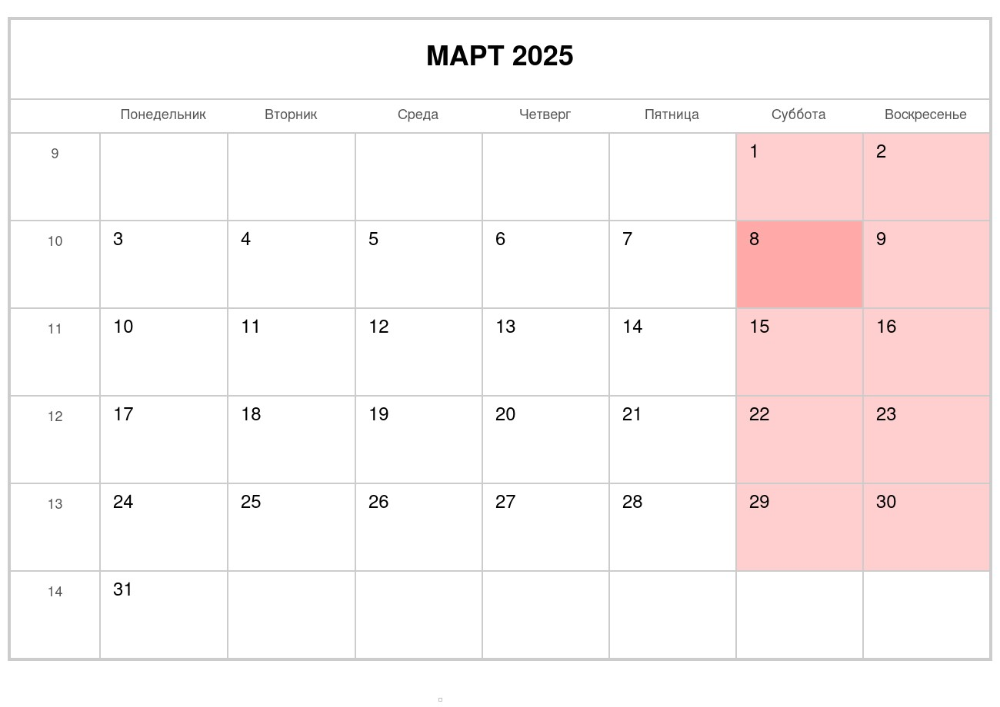 МАРТ 2025
Понедельник Вторник Среда Четверг Пятница Суббота Воскресенье
9 1 2
10 3 4 5 6 7 8 9
11 10 11 12 13 14 15 16
12 17 18 19 20 21 22 23
13 24 25 26 27 28 29 30
14 31